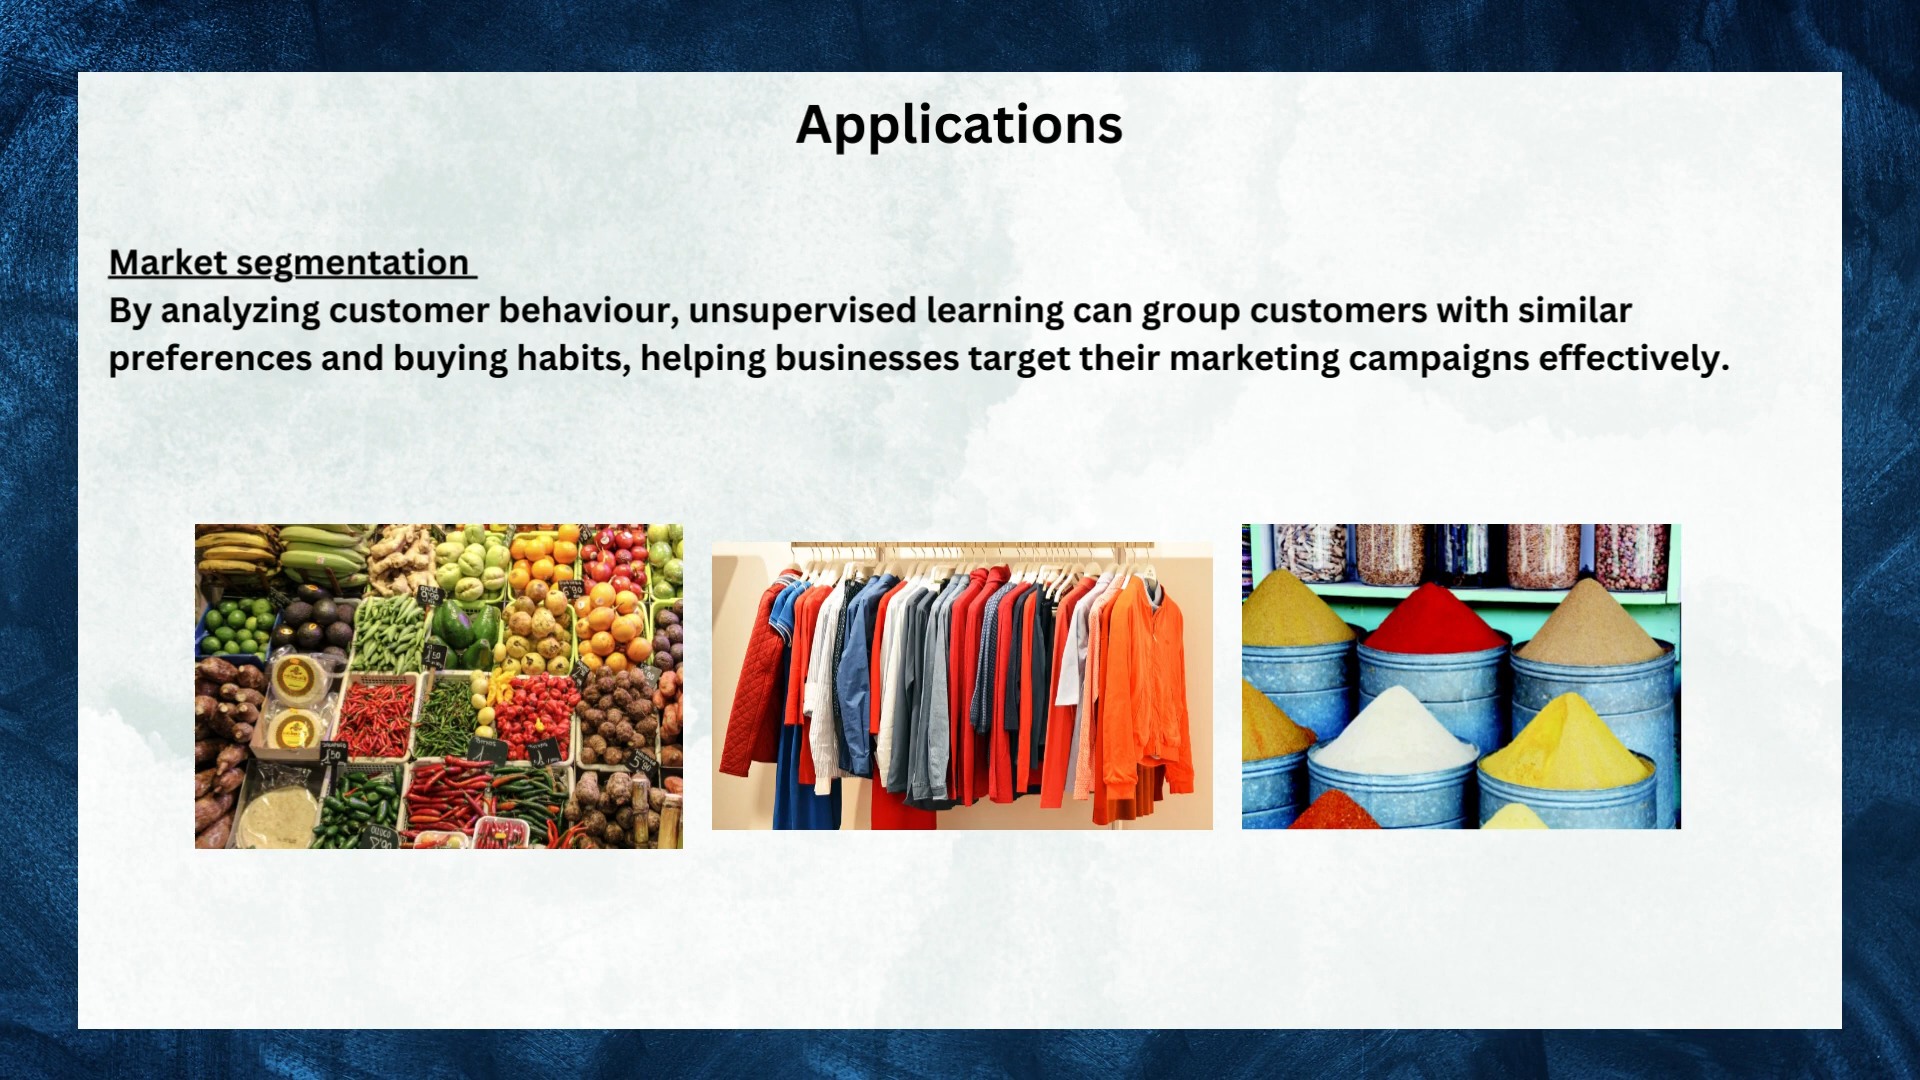 Applications
Market segmentation
By analyzing customer behaviour, unsupervised learning can group customers with similar
preferences and buying habits, helping businesses target their marketing campaigns effectively.